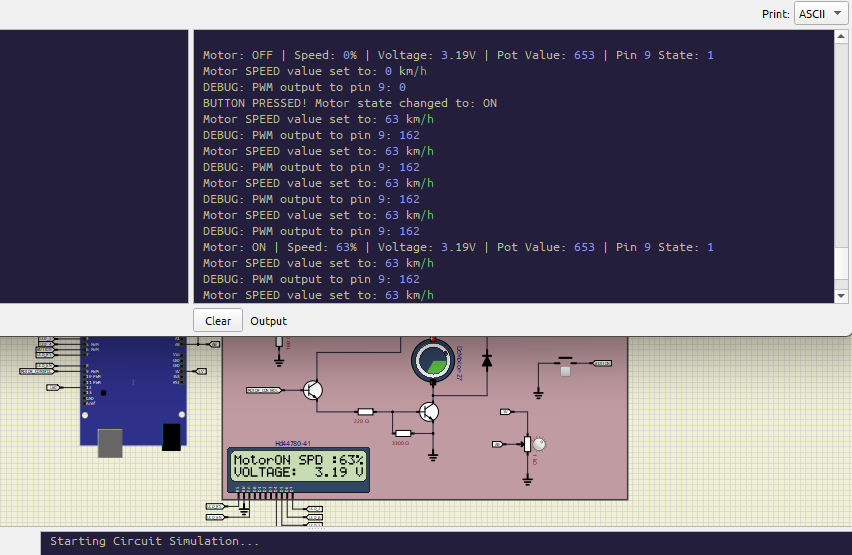 Print: ASCII
Motor: OFF | Speed: 0% | Voltage: 3.19V | Pot Value: 653 | Pin 9 State: 1
Motor SPEED value set to: 0 km/h
DEBUG: PWM output to pin 9: 0
BUTTON PRESSED! Motor state changed to: ON
Motor SPEED value set to: 63 km/h
DEBUG: PWM output to pin 9: 162
Motor SPEED value set to: 63 km/h
DEBUG: PWM output to pin 9: 162
Motor SPEED value set to: 63 km/h
DEBUG: PWM output to pin 9: 162
Motor SPEED value set to: 63 km/h
DEBUG: PWM output to pin 9: 162
Motor: ON | Speed: 63% | Voltage: 3.19V | Pot Value: 653 | Pin 9 State: 1
Motor SPEED value set to: 63 km/h
DEBUG: PWM output to pin 9: 162
Motor SPEED value set to: 63 km/h
Clear Output
220 Ω
3300 Ω
Hd44780-41
MotorON SPD :63%
VOLTAGE: 3.19 V
Starting Circuit Simulation...